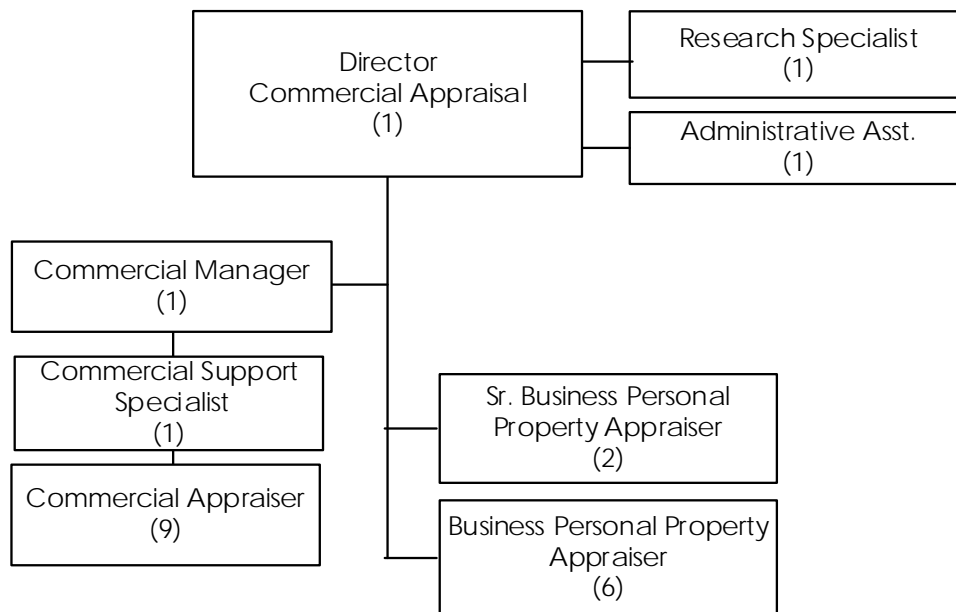 Director
Commercial Appraisal
(1)
Research Specialist
(1)
Administrative Asst.
(1)
Commercial Manager
(1)
Commercial Support
Specialist
(1)
Commercial Appraiser
(9)
Sr. Business Personal
Property Appraiser
(2)
Business Personal Property
Appraiser
(6)